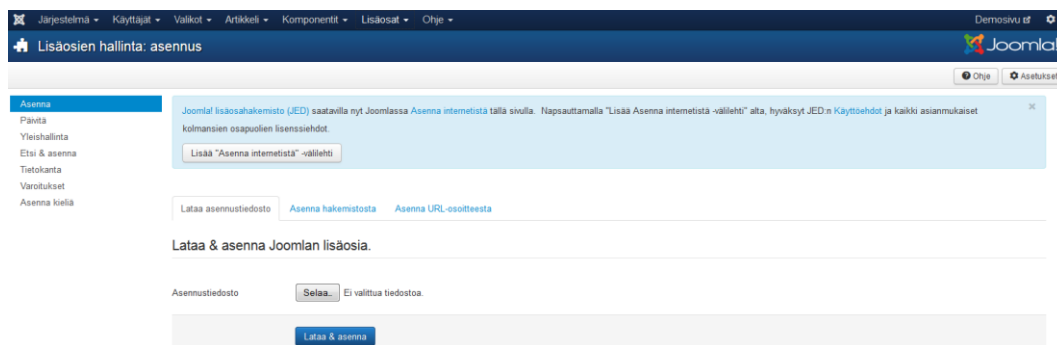 Järjestelmä Käyttäjät Valikot Artikkeli Komponentit Lisäosat Ohje Demosivu
Lisäosien hallinta: asennus Joomla!
Ohje Asetukset
Asenna
Päivitä
Yleishallinta
Etsi & asenna
Tietokanta
Varoitukset
Asenna kieliä
Joomla! lisäosahakemisto (JED) saatavilla nyt Joomlassa Asenna internetistä tällä sivulla. Napsauttamalla "Lisää Asenna internetistä -välilehti" alta, hyväksyt JED:n Käyttöehdot ja kaikki asianmukaiset
kolmansien osapuolien lisenssiehdot.
Lisää "Asenna internetistä" -välilehti
Lataa asennustiedosto Asenna hakemistosta Asenna URL-osoitteesta
Lataa & asenna Joomlan lisäosia.
Asennustiedosto Selaa.. Ei valittua tiedostoa.
Lataa & asenna